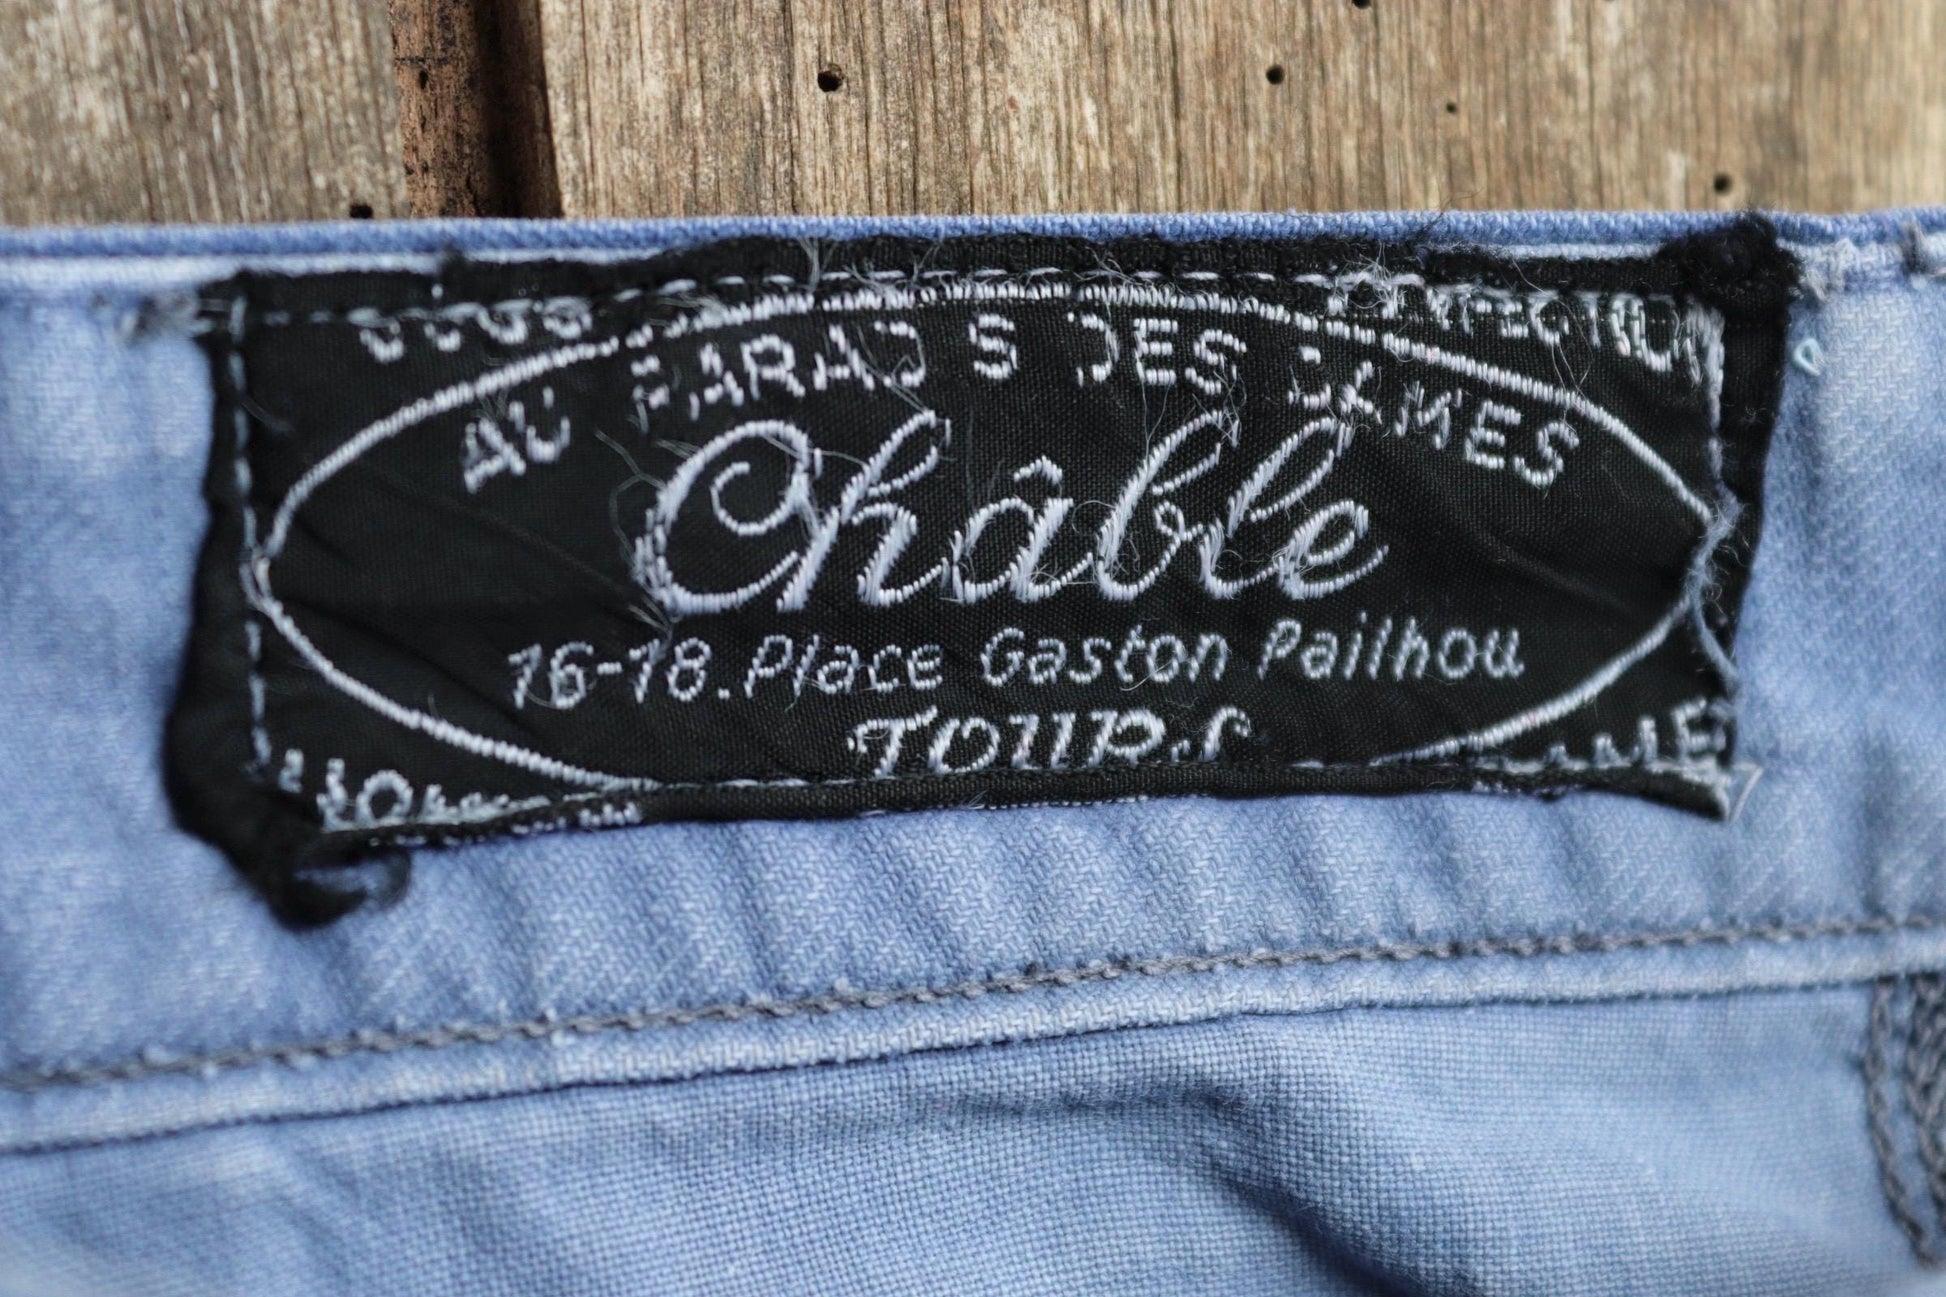 AU PARADIS DES DAMES
Châble
16-18.Place Gaston Pailhou
TOURS